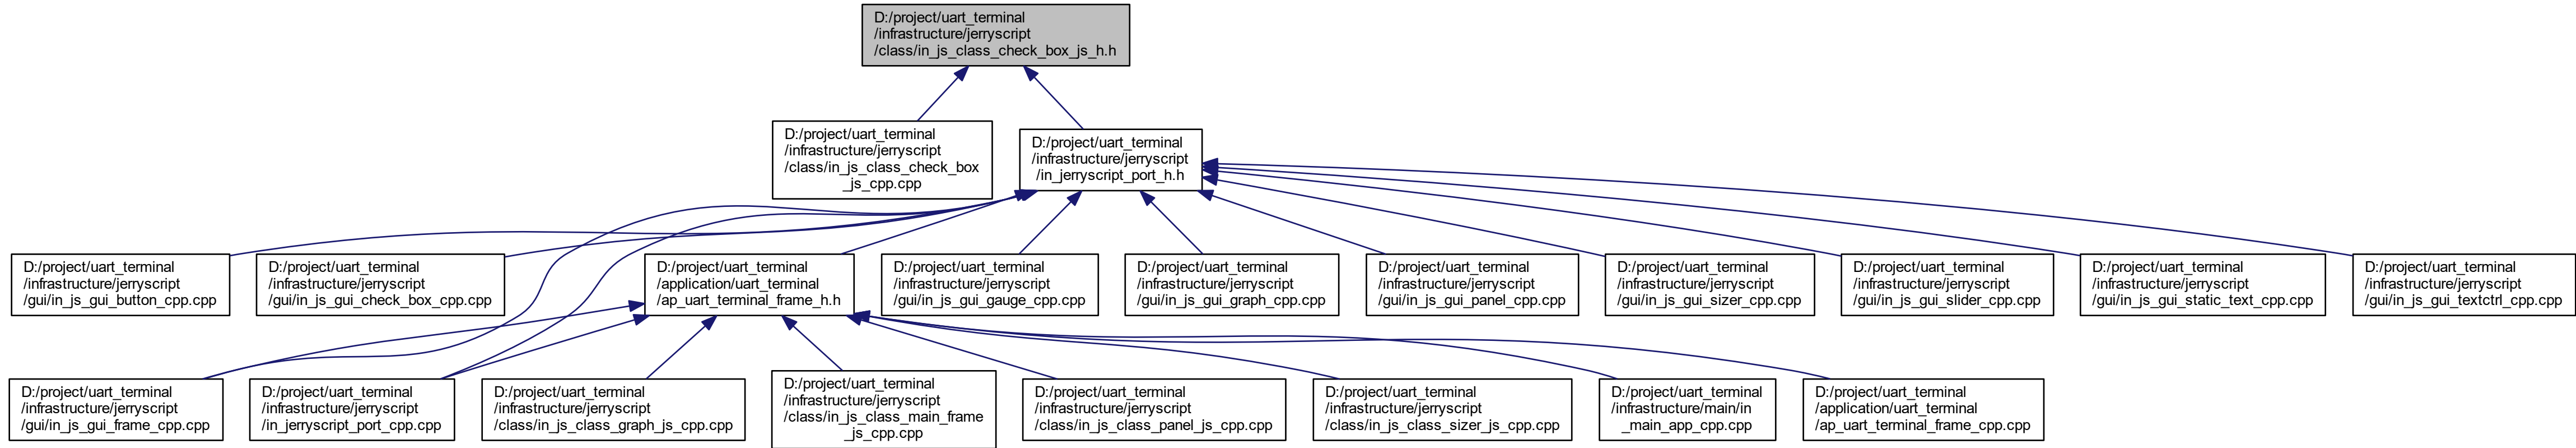 D:/project/uart_terminal
/infrastructure/jerryscript
/class/in_js_class_check_box_js_h.h
D:/project/uart_terminal
/infrastructure/jerryscript
/class/in_js_class_check_box
_js_cpp.cpp
D:/project/uart_terminal
/infrastructure/jerryscript
/in_jerryscript_port_h.h
D:/project/uart_terminal
/infrastructure/jerryscript
/gui/in_js_gui_button_cpp.cpp
D:/project/uart_terminal
/infrastructure/jerryscript
/gui/in_js_gui_check_box_cpp.cpp
D:/project/uart_terminal
/application/uart_terminal
/ap_uart_terminal_frame_h.h
D:/project/uart_terminal
/infrastructure/jerryscript
/gui/in_js_gui_gauge_cpp.cpp
D:/project/uart_terminal
/infrastructure/jerryscript
/gui/in_js_gui_graph_cpp.cpp
D:/project/uart_terminal
/infrastructure/jerryscript
/gui/in_js_gui_panel_cpp.cpp
D:/project/uart_terminal
/infrastructure/jerryscript
/gui/in_js_gui_sizer_cpp.cpp
D:/project/uart_terminal
/infrastructure/jerryscript
/gui/in_js_gui_slider_cpp.cpp
D:/project/uart_terminal
/infrastructure/jerryscript
/gui/in_js_gui_static_text_cpp.cpp
D:/project/uart_terminal
/infrastructure/jerryscript
/gui/in_js_gui_textctrl_cpp.cpp
D:/project/uart_terminal
/infrastructure/jerryscript
/gui/in_js_gui_frame_cpp.cpp
D:/project/uart_terminal
/infrastructure/jerryscript
/in_jerryscript_port_cpp.cpp
D:/project/uart_terminal
/infrastructure/jerryscript
/class/in_js_class_graph_js_cpp.cpp
D:/project/uart_terminal
/infrastructure/jerryscript
/class/in_js_class_main_frame
_js_cpp.cpp
D:/project/uart_terminal
/infrastructure/jerryscript
/class/in_js_class_panel_js_cpp.cpp
D:/project/uart_terminal
/infrastructure/jerryscript
/class/in_js_class_sizer_js_cpp.cpp
D:/project/uart_terminal
/infrastructure/main/in
_main_app_cpp.cpp
D:/project/uart_terminal
/application/uart_terminal
/ap_uart_terminal_frame_cpp.cpp